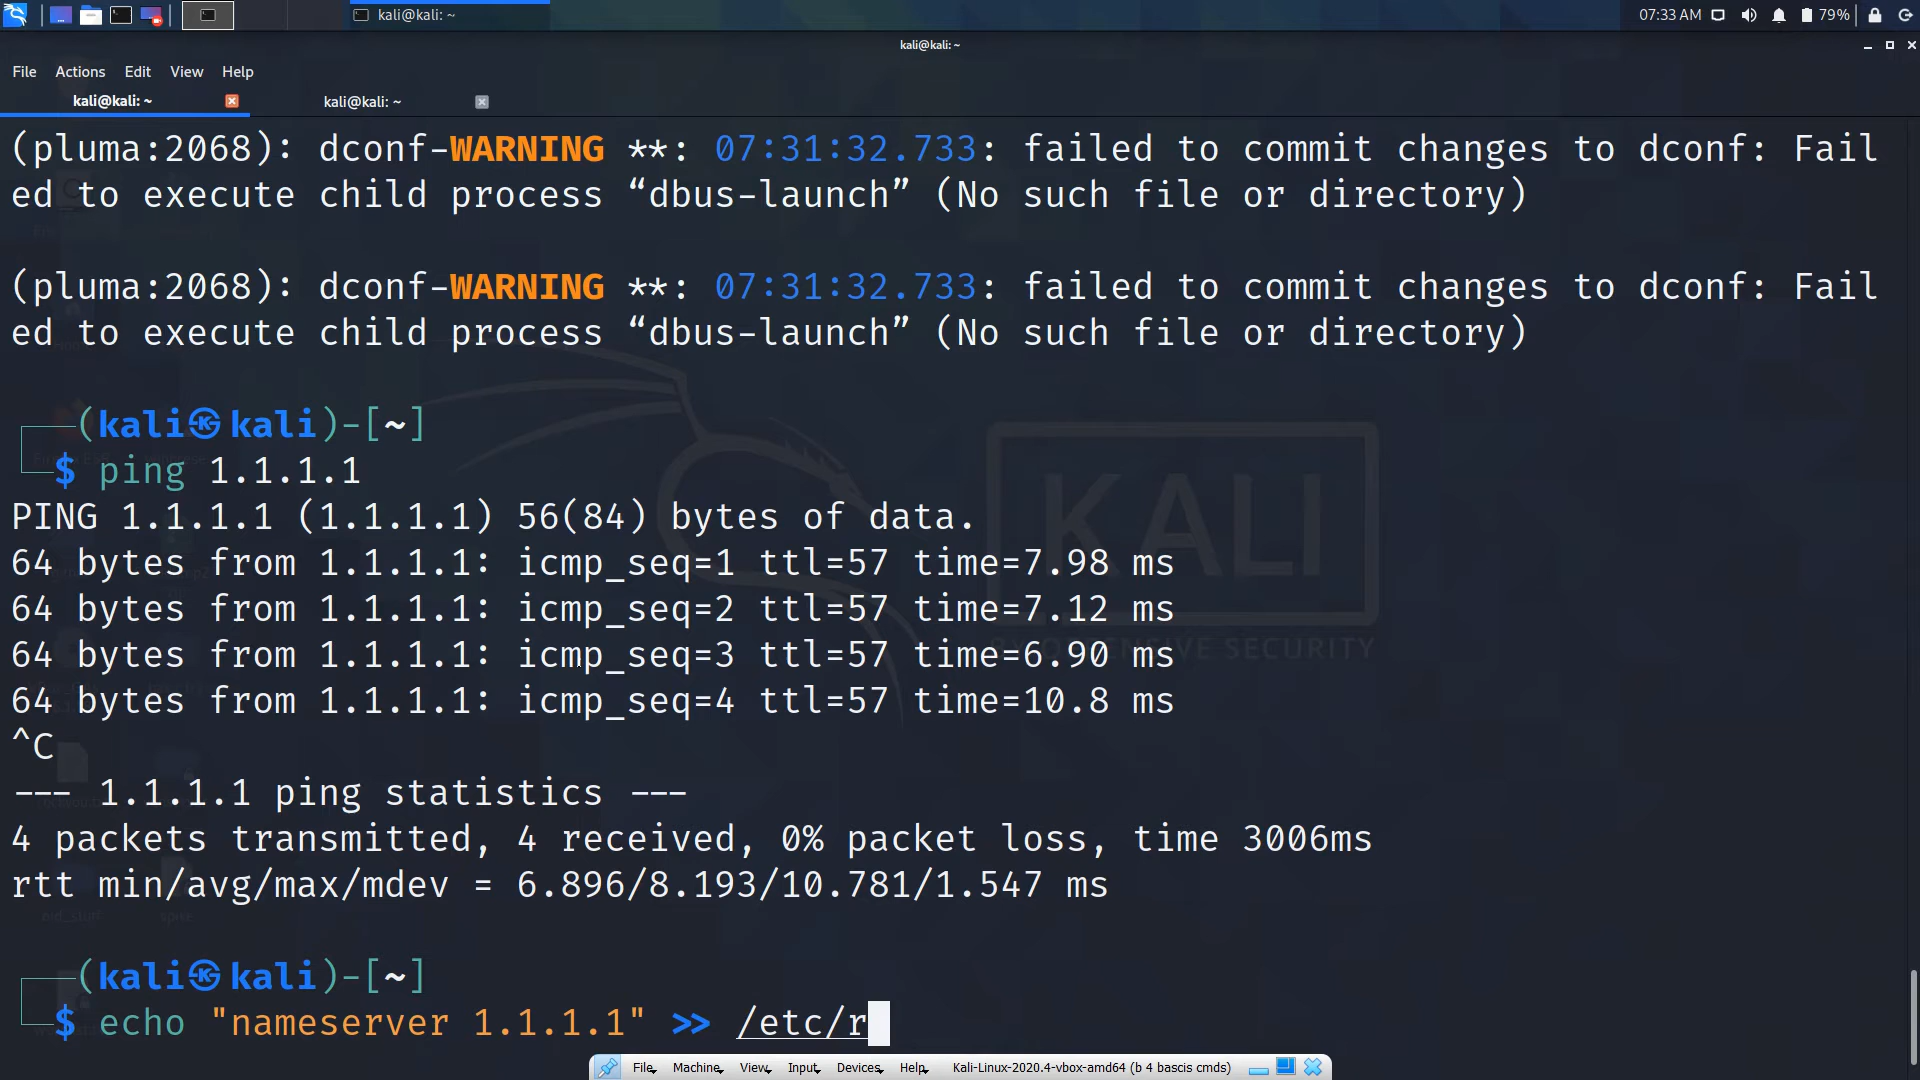 kali@kali: ~
07:33 AM
79%
kali@kali: ~
File Actions Edit View Help
kali@kali: ~
kali@kali: ~
(pluma:2068): dconf-WARNING **: 07:31:32.733: failed to commit changes to dconf: Fail
ed to execute child process “dbus-launch” (No such file or directory)
(pluma:2068): dconf-WARNING **: 07:31:32.733: failed to commit changes to dconf: Fail
ed to execute child process “dbus-launch” (No such file or directory)
(kali㉿kali)-[~]
$ ping 1.1.1.1
PING 1.1.1.1 (1.1.1.1) 56(84) bytes of data.
64 bytes from 1.1.1.1: icmp_seq=1 ttl=57 time=7.98 ms
64 bytes from 1.1.1.1: icmp_seq=2 ttl=57 time=7.12 ms
64 bytes from 1.1.1.1: icmp_seq=3 ttl=57 time=6.90 ms
64 bytes from 1.1.1.1: icmp_seq=4 ttl=57 time=10.8 ms
^C
--- 1.1.1.1 ping statistics ---
4 packets transmitted, 4 received, 0% packet loss, time 3006ms
rtt min/avg/max/mdev = 6.896/8.193/10.781/1.547 ms
(kali㉿kali)-[~]
$ echo "nameserver 1.1.1.1" >> /etc/r
KALI
BY OFFENSIVE SECURITY
old_stuff
spike
File Machine View Input Devices Help Kali-Linux-2020.4-vbox-amd64 (b 4 bascis cmds)